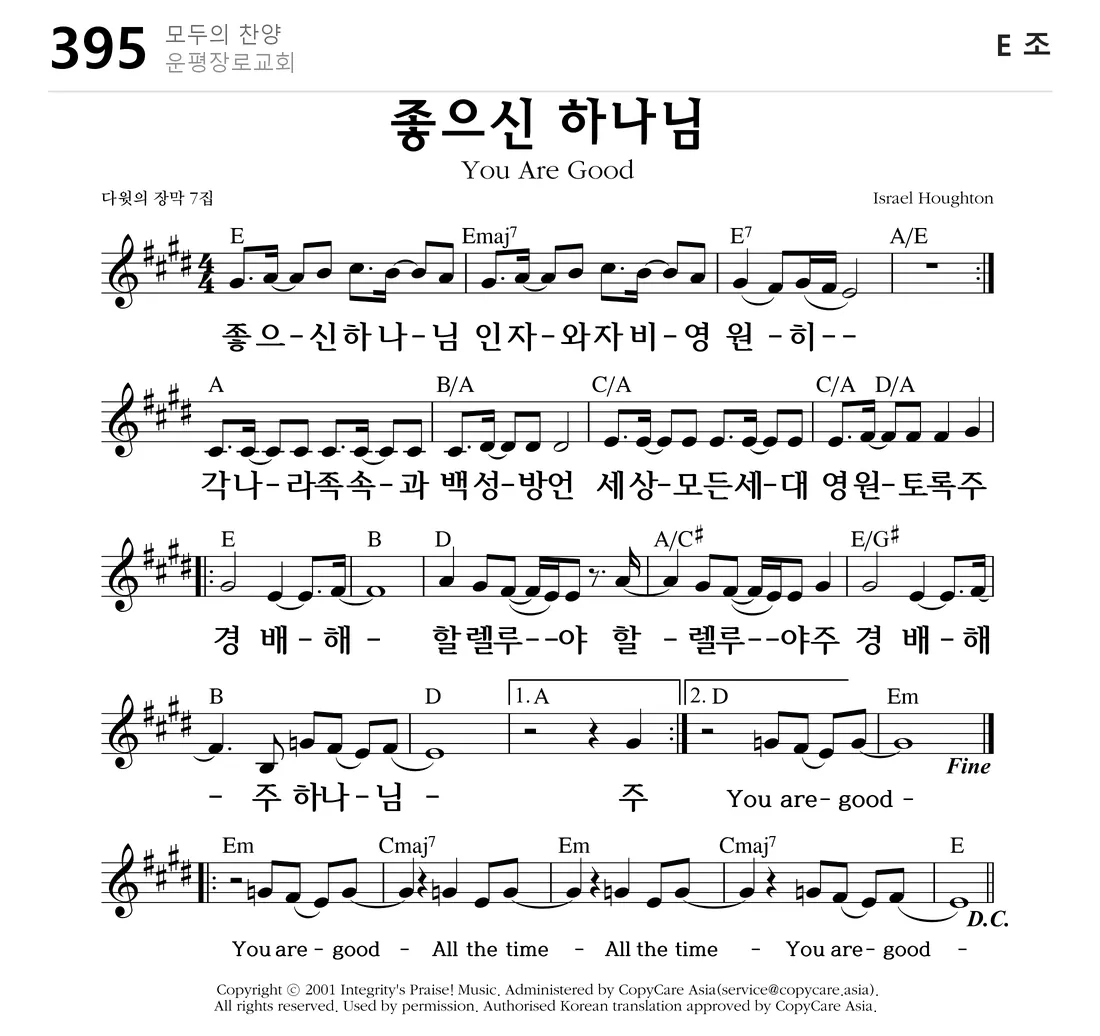 395
모두의 찬양
운평장로교회
E 조
좋으신 하나님
You Are Good
다윗의 장막 7집
Israel Houghton
E Emaj7 E7 A/E
좋으-신하나-님 인자-와자비-영 원 -히--
A B/A C/A C/A D/A
각나-라족속-과 백성-방언 세상-모든세-대 영원-토록주
E B D A/C♯ E/G♯
경 배-해 - 할렐루--야 할 -렐루--야주 경 배-해
B D 1. A 2. D Em
Fine
- 주 하나-님 - 주 You are- good -
Em Cmaj7 Em Cmaj7 E
D.C.
You are - good - All the time - All the time - You are- good -
Copyright ⓒ 2001 Integrity's Praise! Music. Administered by CopyCare Asia(service@copycare.asia).
All rights reserved. Used by permission. Authorised Korean translation approved by CopyCare Asia.